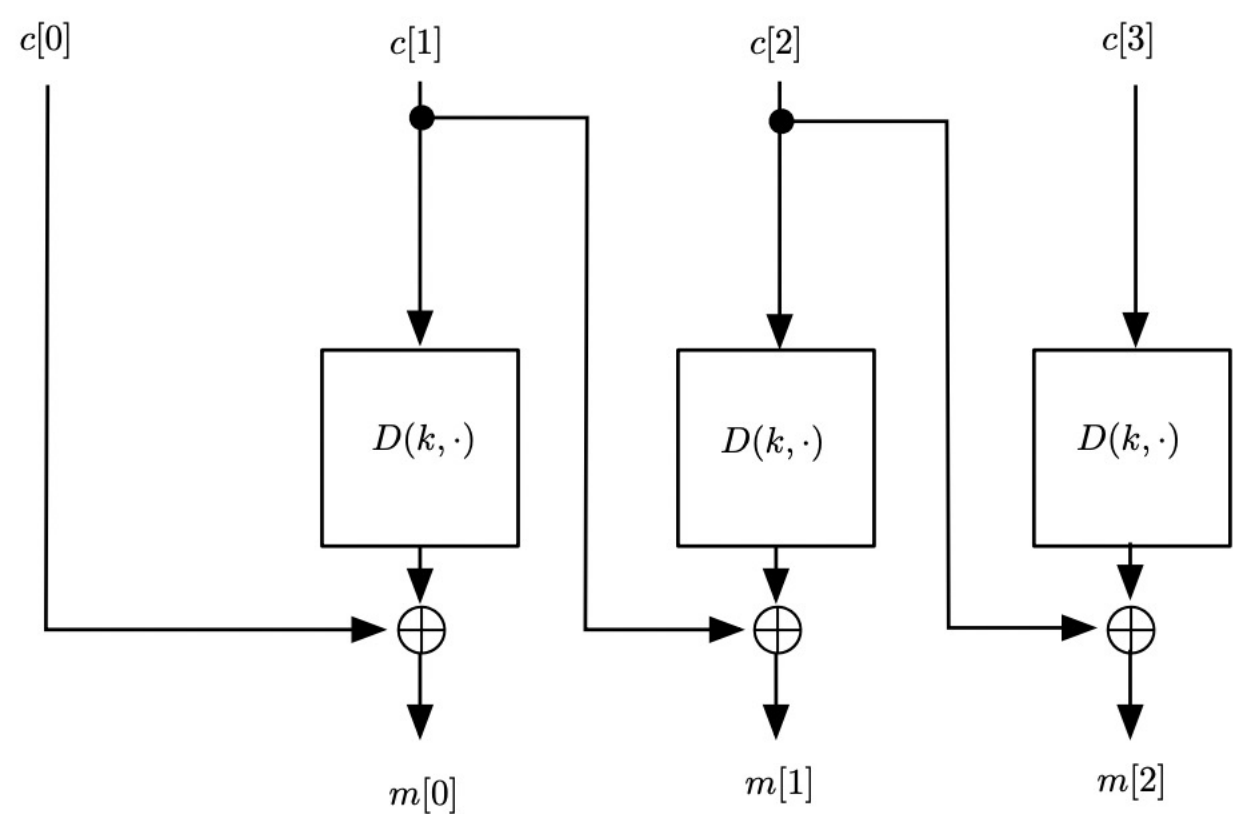 c[0] c[1] c[2] c[3]
D(k, ·) D(k, ·) D(k, ·)
m[0] m[1] m[2]